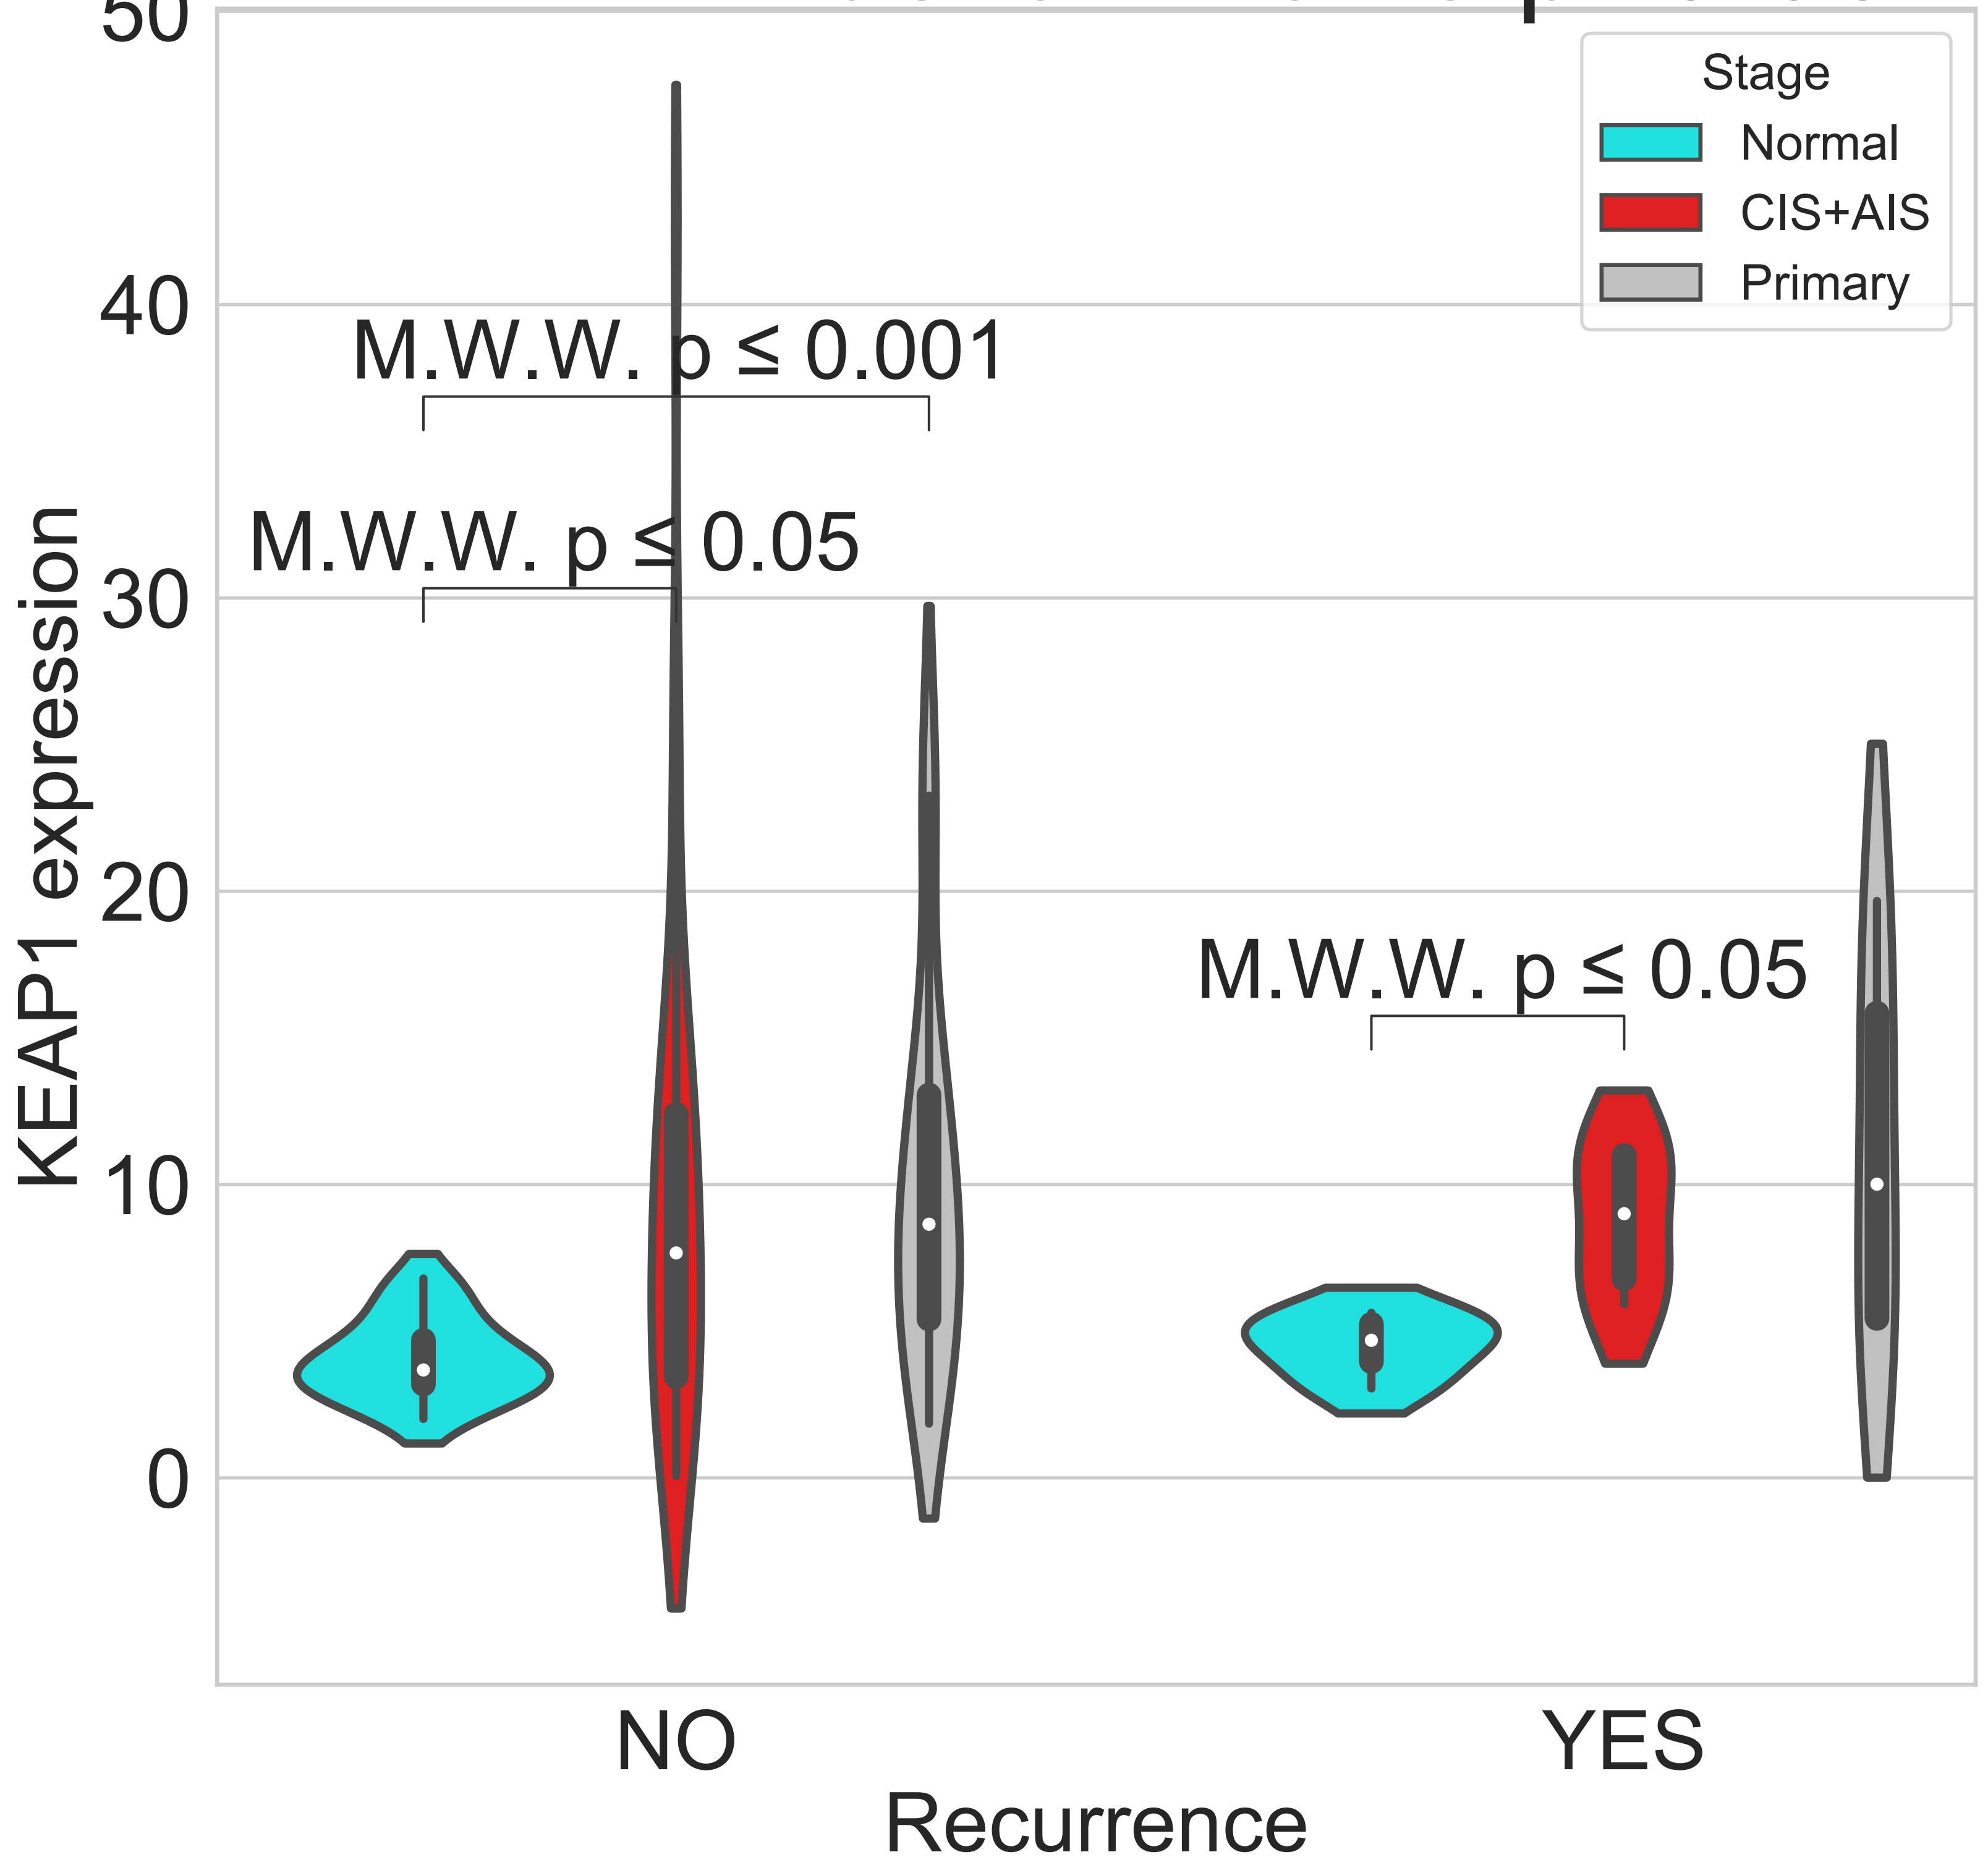 50
Stage
Normal
CIS+AIS
Primary
40
M.W.W. p ≤ 0.001
M.W.W. p ≤ 0.05
30
20
M.W.W. p ≤ 0.05
10
0
KEAP1 expression
NO
YES
Recurrence